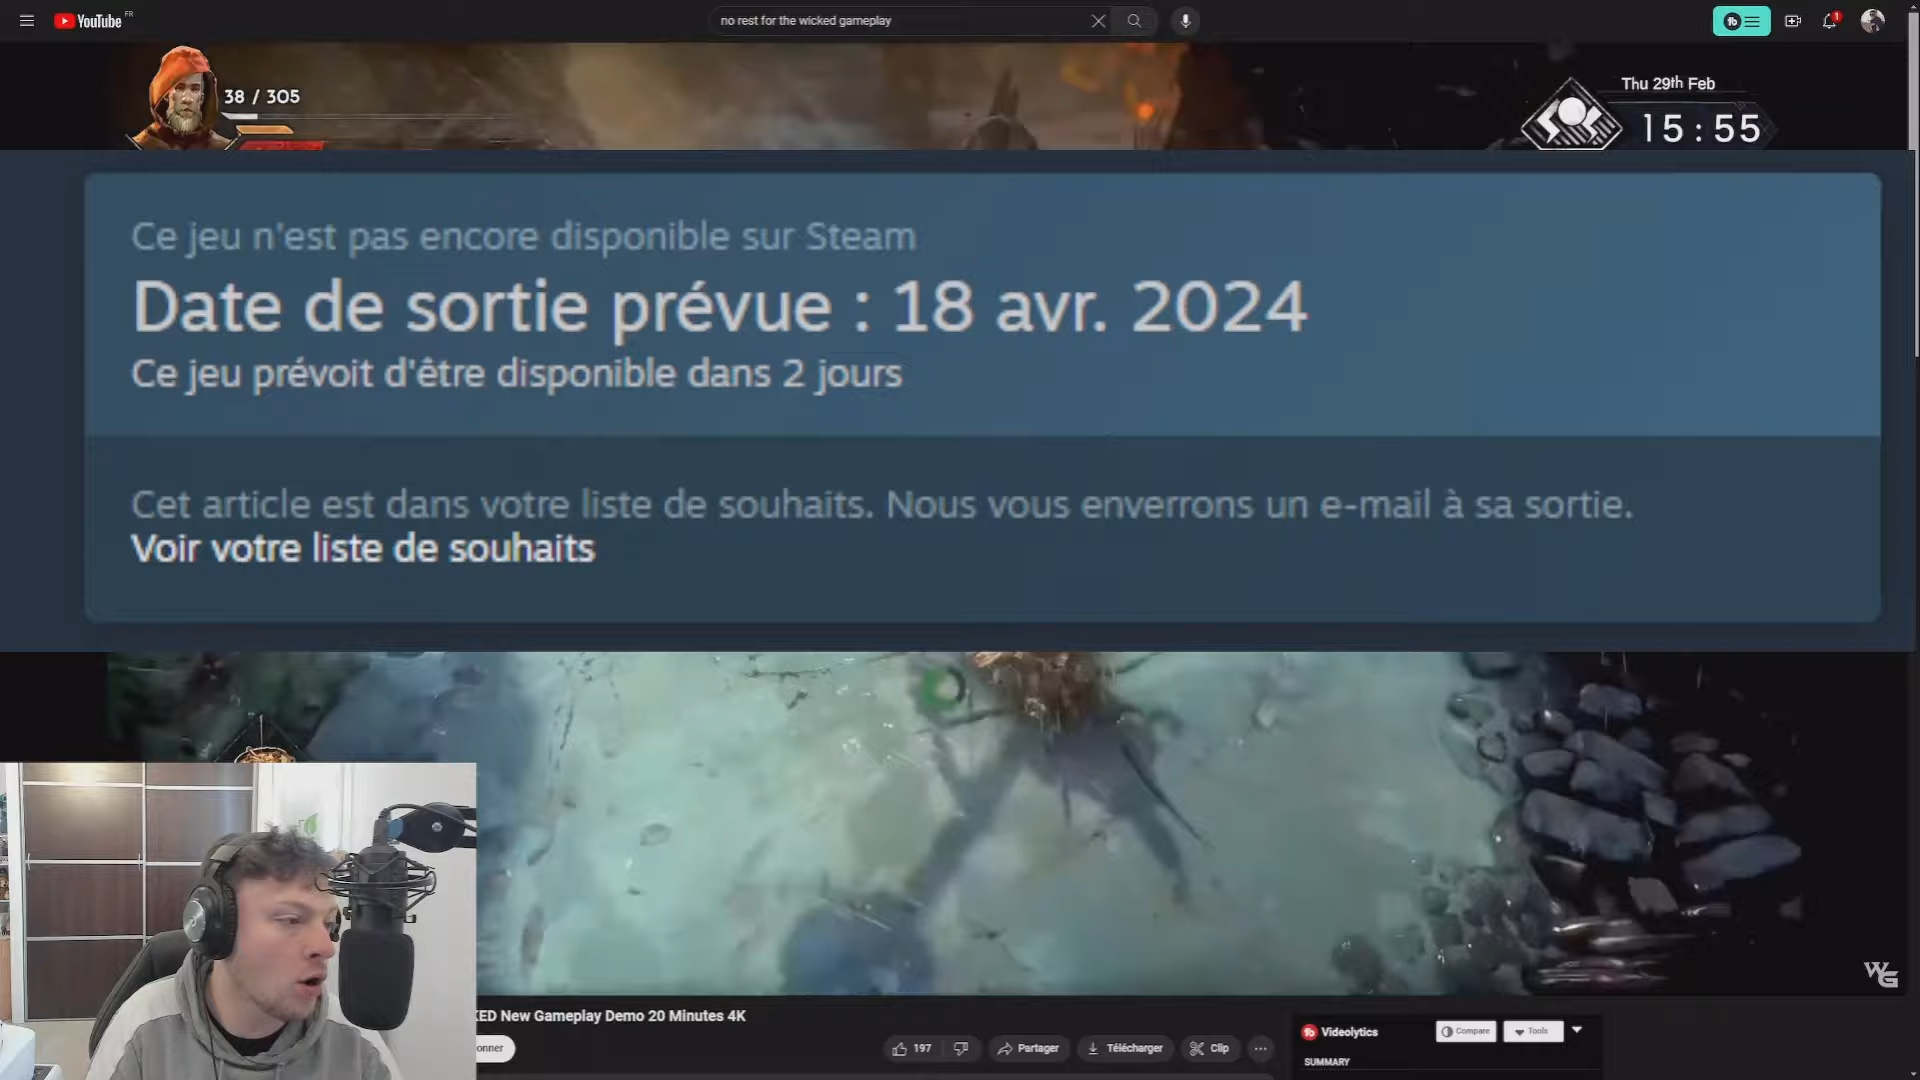 YouTube FR
no rest for the wicked gameplay
1
38 / 305
Thu 29th Feb
15:55
Ce jeu n'est pas encore disponible sur Steam
Date de sortie prévue : 18 avr. 2024
Ce jeu prévoit d'être disponible dans 2 jours
Cet article est dans votre liste de souhaits. Nous vous enverrons un e-mail à sa sortie.
Voir votre liste de souhaits
WG
KED New Gameplay Demo 20 Minutes 4K
onner
197
Partager
Télécharger
Clip
Videolytics
Compare
Tools
SUMMARY